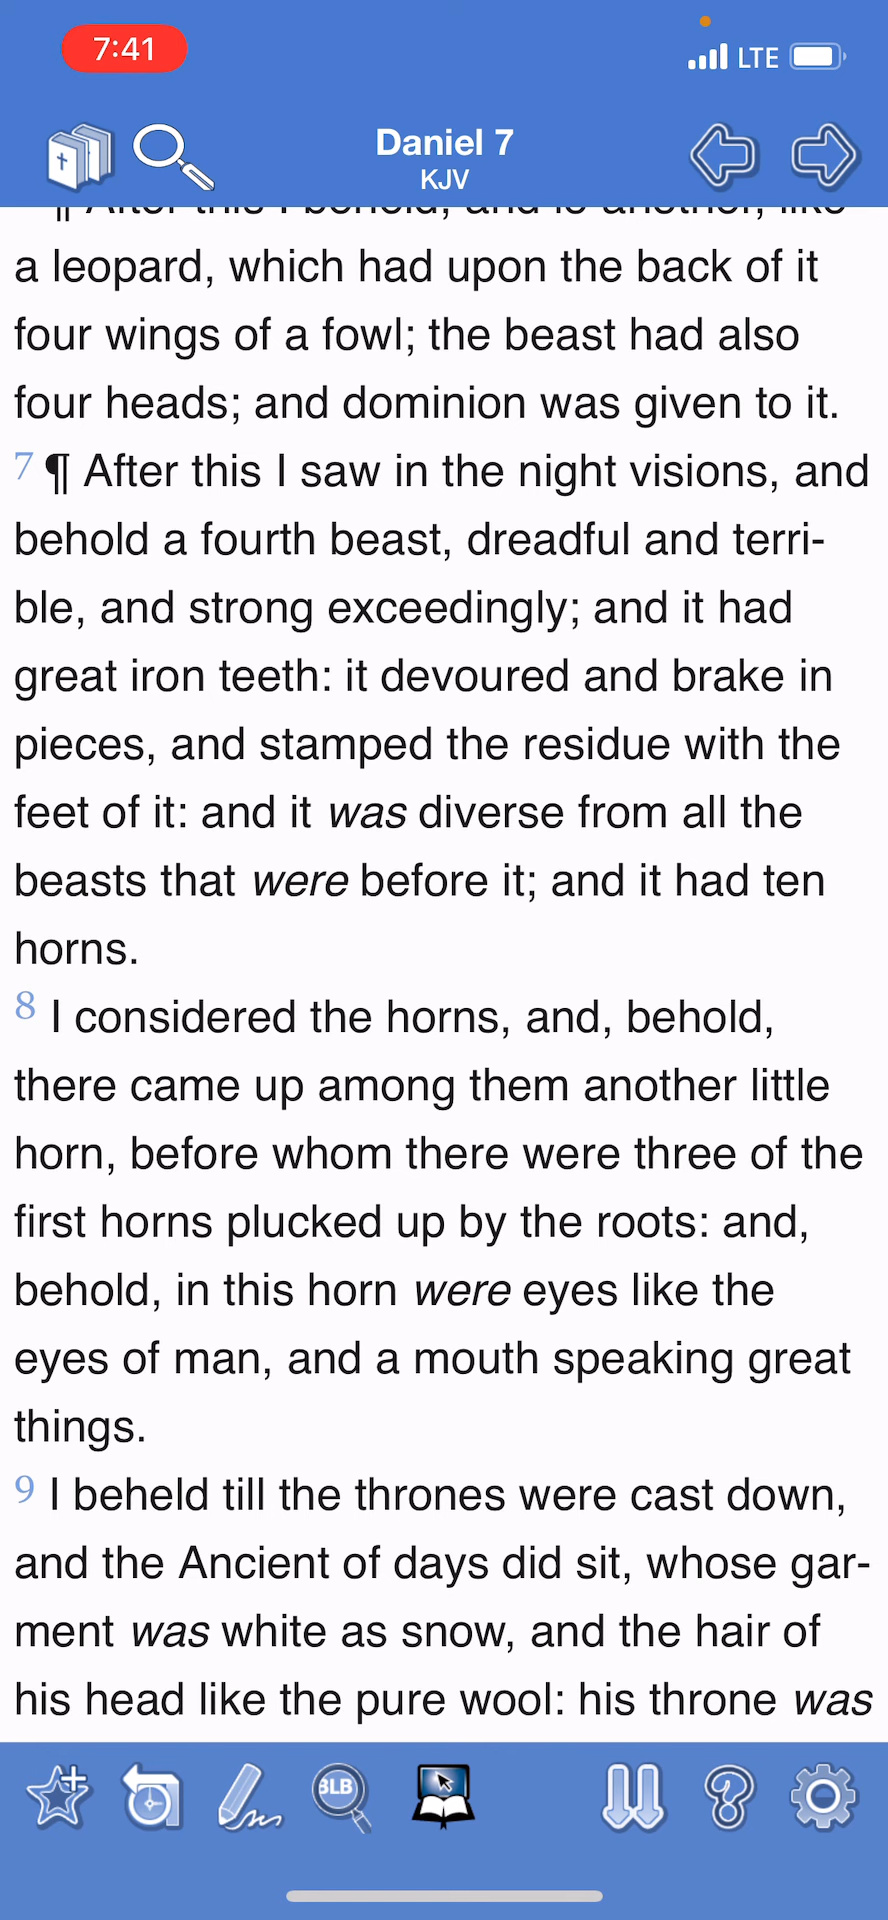 7:41
LTE
Daniel 7
KJV
¶ After this I beheld, and lo another, like
a leopard, which had upon the back of it
four wings of a fowl; the beast had also
four heads; and dominion was given to it.
7 ¶ After this I saw in the night visions, and
behold a fourth beast, dreadful and terri-
ble, and strong exceedingly; and it had
great iron teeth: it devoured and brake in
pieces, and stamped the residue with the
feet of it: and it was diverse from all the
beasts that were before it; and it had ten
horns.
8 I considered the horns, and, behold,
there came up among them another little
horn, before whom there were three of the
first horns plucked up by the roots: and,
behold, in this horn were eyes like the
eyes of man, and a mouth speaking great
things.
9 I beheld till the thrones were cast down,
and the Ancient of days did sit, whose gar-
ment was white as snow, and the hair of
his head like the pure wool: his throne was
BLB